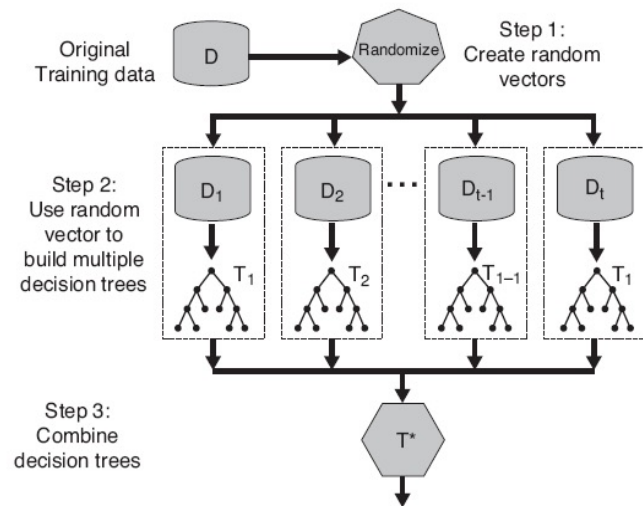 Original
Training data
D
Randomize
Step 1:
Create random
vectors
Step 2:
Use random
vector to
build multiple
decision trees
D1
D2
...
Dt-1
Dt
T1
T2
T1–1
T1
Step 3:
Combine
decision trees
T*